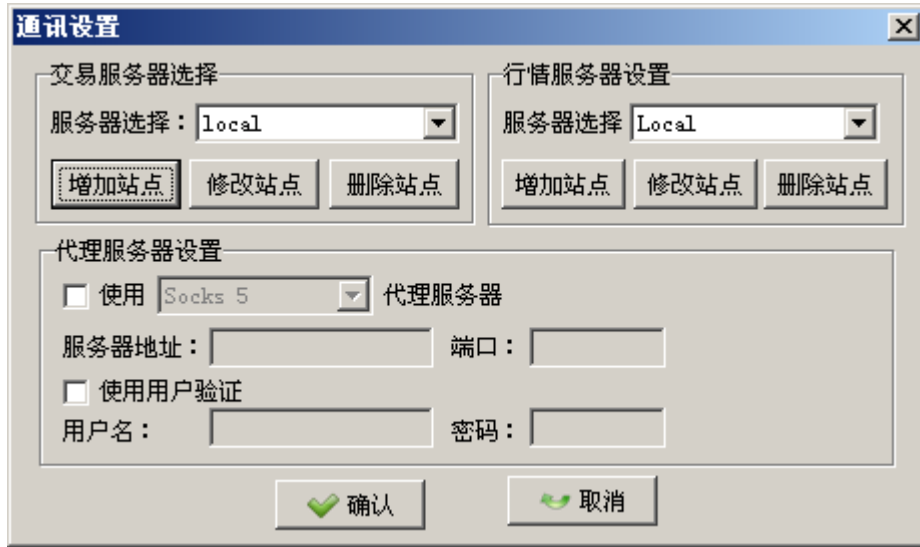 通讯设置
交易服务器选择
服务器选择：local
增加站点 修改站点 删除站点
行情服务器设置
服务器选择 Local
增加站点 修改站点 删除站点
代理服务器设置
使用 Socks 5 代理服务器
服务器地址： 端口：
使用用户验证
用户名： 密码：
确认 取消